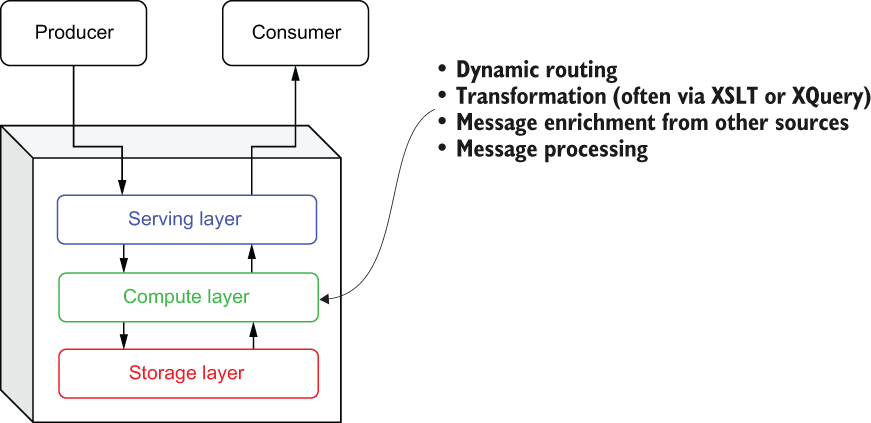 Producer
Consumer
• Dynamic routing
• Transformation (often via XSLT or XQuery)
• Message enrichment from other sources
• Message processing
Serving layer
Compute layer
Storage layer